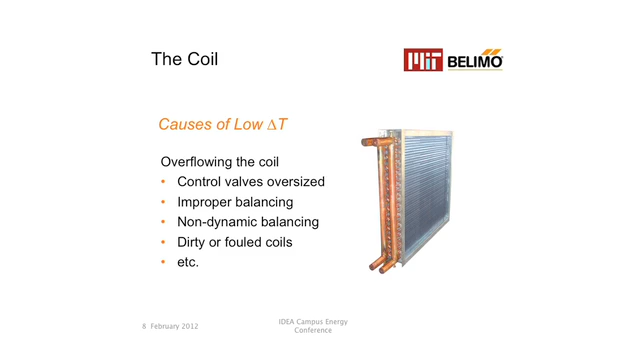 The Coil
MIT BELIMO
Causes of Low ∆T
Overflowing the coil
• Control valves oversized
• Improper balancing
• Non-dynamic balancing
• Dirty or fouled coils
• etc.
8 February 2012
IDEA Campus Energy
Conference